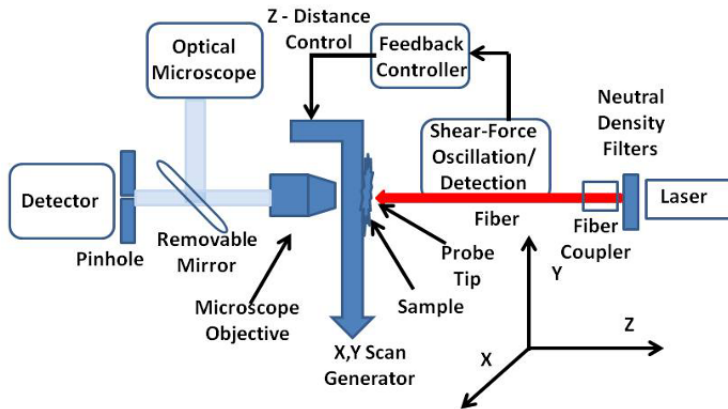 Optical
Microscope
Z - Distance
Control
Feedback
Controller
Neutral
Density
Filters
Shear-Force
Oscillation/
Detection
Detector
Laser
Fiber
Pinhole
Removable
Mirror
Fiber
Coupler
Probe
Tip
Sample
Microscope
Objective
X,Y Scan
Generator
Y
Z
X